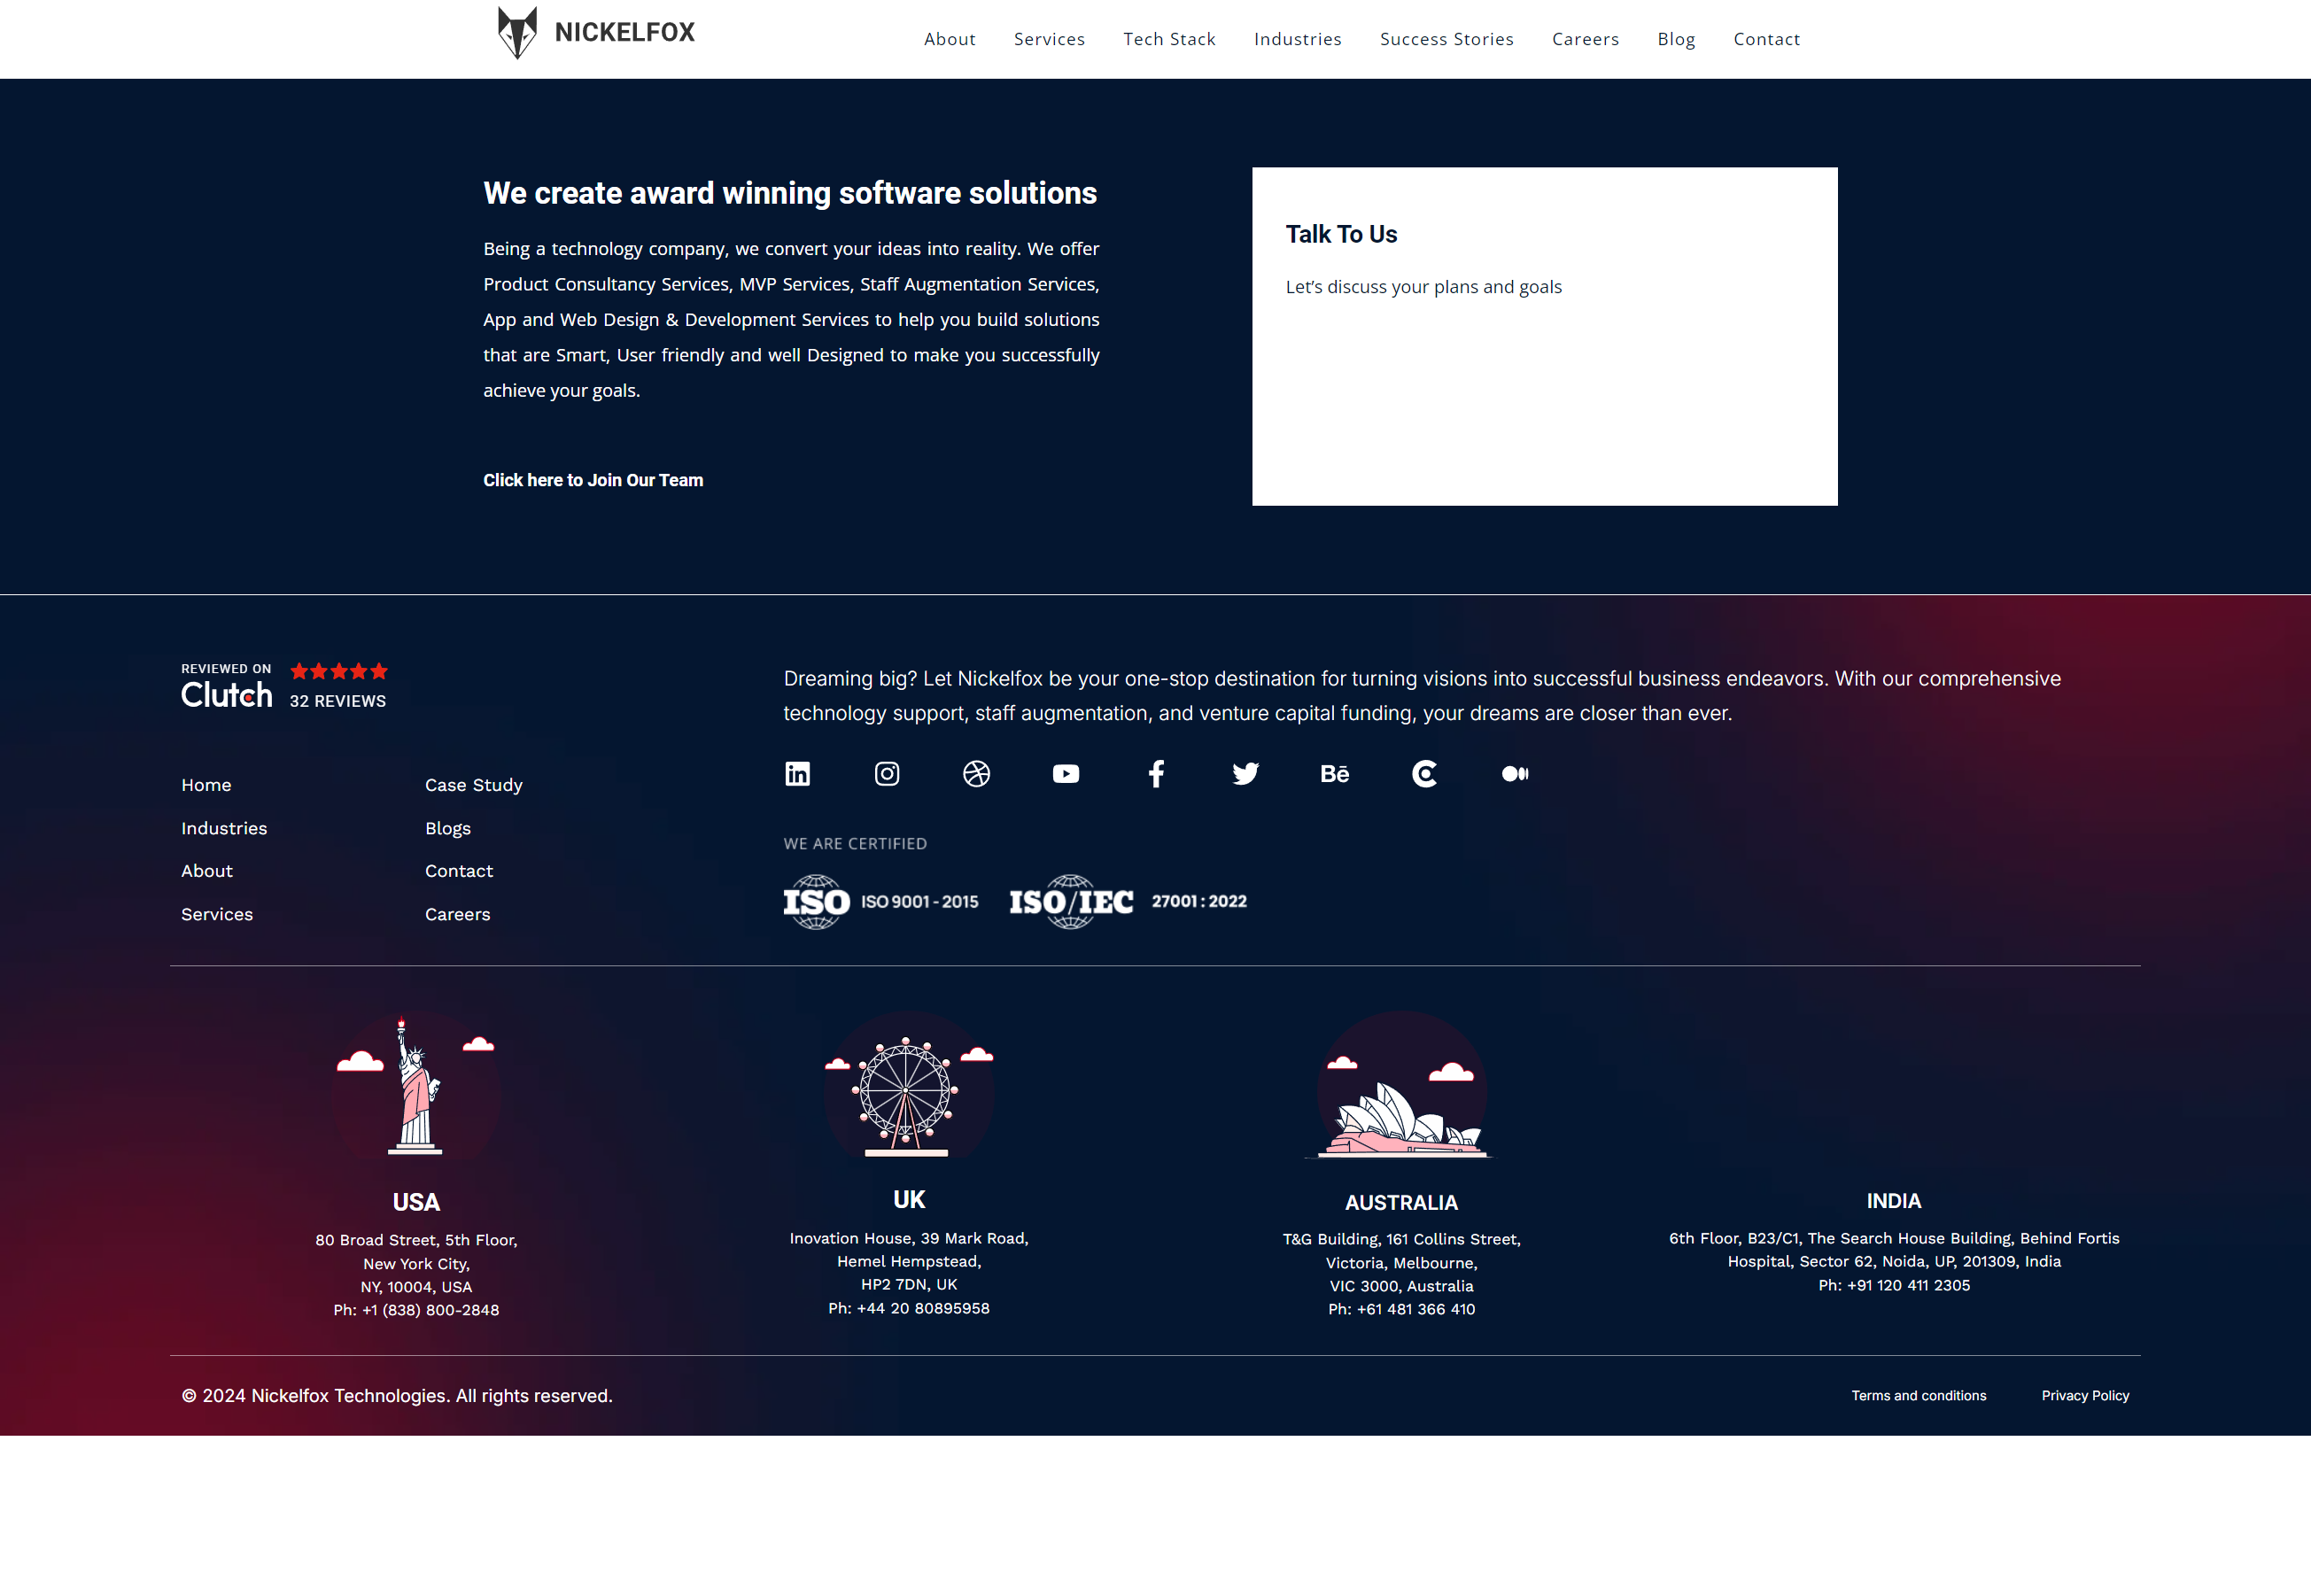 NICKELFOX
About Services Tech Stack Industries Success Stories Careers Blog Contact
We create award winning software solutions
Being a technology company, we convert your ideas into reality. We offer
Product Consultancy Services, MVP Services, Staff Augmentation Services,
App and Web Design & Development Services to help you build solutions
that are Smart, User friendly and well Designed to make you successfully
achieve your goals.
Click here to Join Our Team
Talk To Us
Let’s discuss your plans and goals
REVIEWED ON
Clutch
32 REVIEWS
Home
Industries
About
Services
Case Study
Blogs
Contact
Careers
Dreaming big? Let Nickelfox be your one-stop destination for turning visions into successful business endeavors. With our comprehensive
technology support, staff augmentation, and venture capital funding, your dreams are closer than ever.
in
Bē
WE ARE CERTIFIED
ISO ISO 9001 - 2015 ISO/IEC 27001 : 2022
USA
80 Broad Street, 5th Floor,
New York City,
NY, 10004, USA
Ph: +1 (838) 800-2848
UK
Inovation House, 39 Mark Road,
Hemel Hempstead,
HP2 7DN, UK
Ph: +44 20 80895958
AUSTRALIA
T&G Building, 161 Collins Street,
Victoria, Melbourne,
VIC 3000, Australia
Ph: +61 481 366 410
INDIA
6th Floor, B23/C1, The Search House Building, Behind Fortis
Hospital, Sector 62, Noida, UP, 201309, India
Ph: +91 120 411 2305
© 2024 Nickelfox Technologies. All rights reserved.
Terms and conditions Privacy Policy